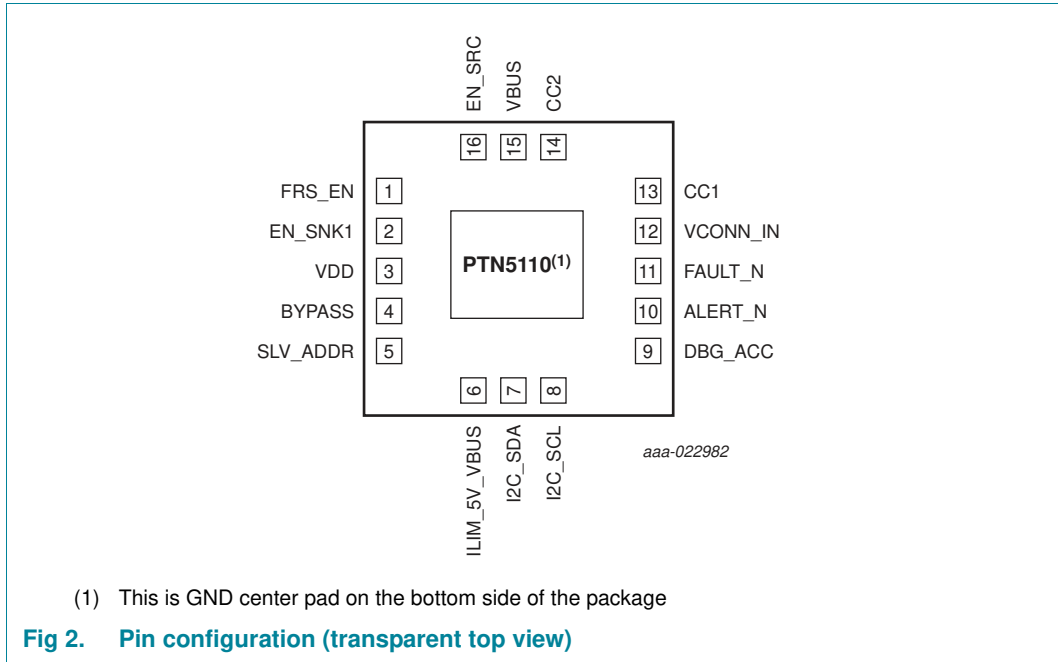 EN_SRC
VBUS
CC2
16
15
14
FRS_EN 1
EN_SNK1 2
VDD 3
BYPASS 4
SLV_ADDR 5
PTN5110(1)
13 CC1
12 VCONN_IN
11 FAULT_N
10 ALERT_N
9 DBG_ACC
6
7
8
ILIM_5V_VBUS
I2C_SDA
I2C_SCL
aaa-022982
(1) This is GND center pad on the bottom side of the package
Fig 2. Pin configuration (transparent top view)